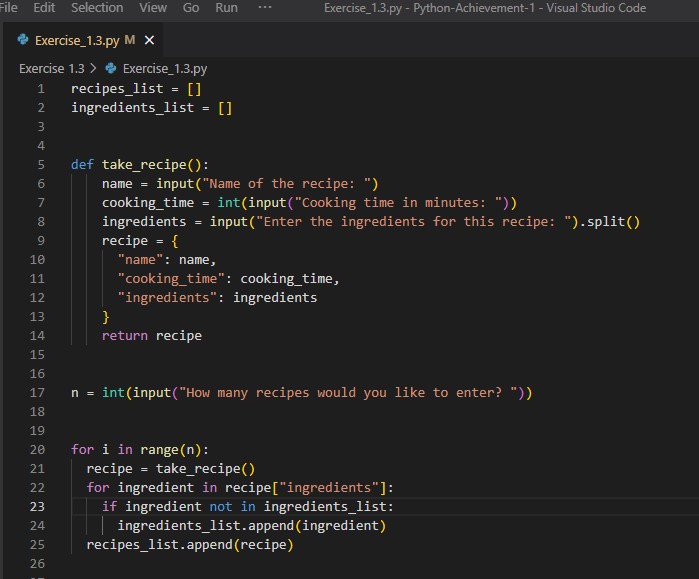 File Edit Selection View Go Run ··· Exercise_1.3.py - Python-Achievement-1 - Visual Studio Code
Exercise_1.3.py M ×
Exercise 1.3 > Exercise_1.3.py
1 recipes_list = []
2 ingredients_list = []
3
4
5 def take_recipe():
6 name = input("Name of the recipe: ")
7 cooking_time = int(input("Cooking time in minutes: "))
8 ingredients = input("Enter the ingredients for this recipe: ").split()
9 recipe = {
10 "name": name,
11 "cooking_time": cooking_time,
12 "ingredients": ingredients
13 }
14 return recipe
15
16
17 n = int(input("How many recipes would you like to enter? "))
18
19
20 for i in range(n):
21 recipe = take_recipe()
22 for ingredient in recipe["ingredients"]:
23 if ingredient not in ingredients_list:
24 ingredients_list.append(ingredient)
25 recipes_list.append(recipe)
26